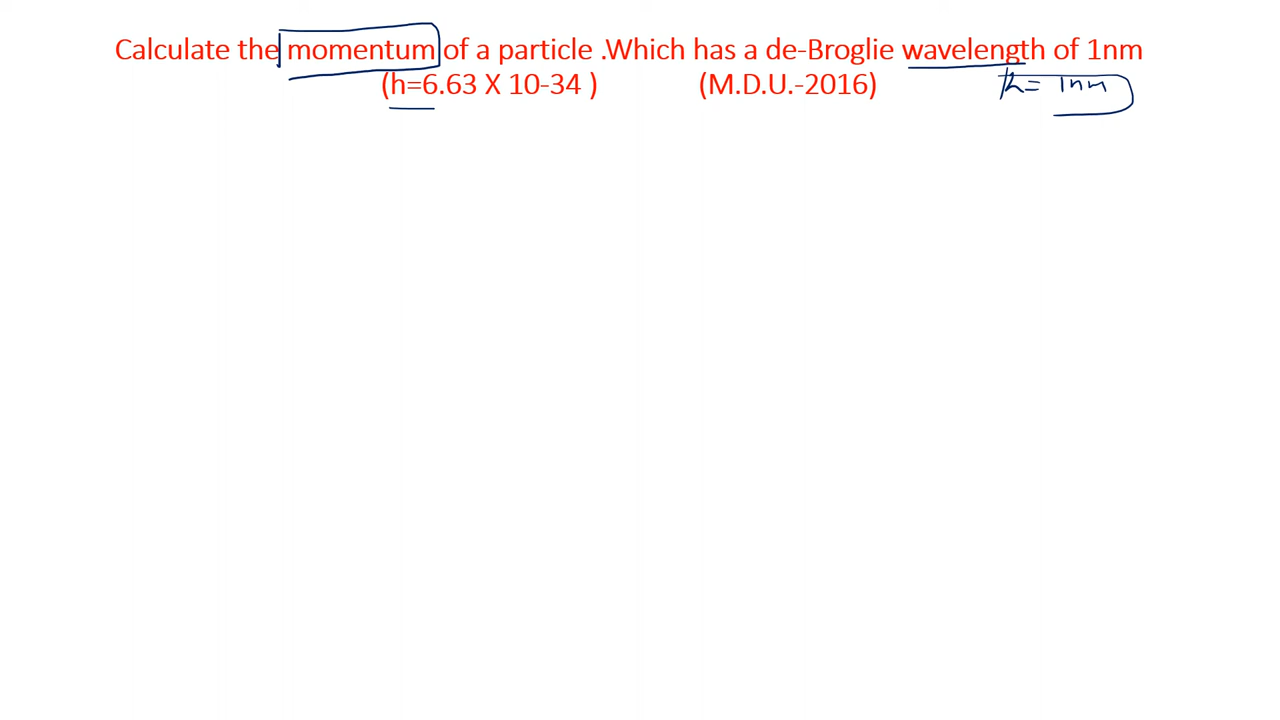 Calculate the momentum of a particle .Which has a de-Broglie wavelength of 1nm
(h=6.63 X 10-34 ) (M.D.U.-2016)
= 1nm